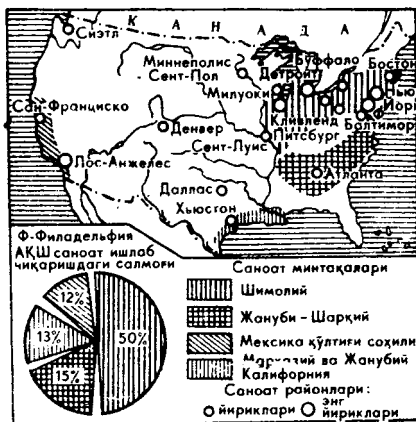 К А Н А Д А
Сиэтл
Миннеполис
Сент-Пол
Буффало
Детройт
Бостон
Милуоки
Нью
Йорк
Сан-Франциско
Кливленд
Питсбург
Балтимор
Ф
Денвер
Сент-Луис
Лос-Анжелес
Атланта
Даллас
Хьюстон
Ф-Филадельфия
АҚШ саноат ишлаб
чиқаришдаги салмоғи
12%
50%
13%
15%
Саноат минтақалари
Шимолий
Жануби-Шарқий
Мексика қўлтиғи соҳили
Марказий ва Жанубий
Калифорния
Саноат районлари:
йириклари
энг
йириклари